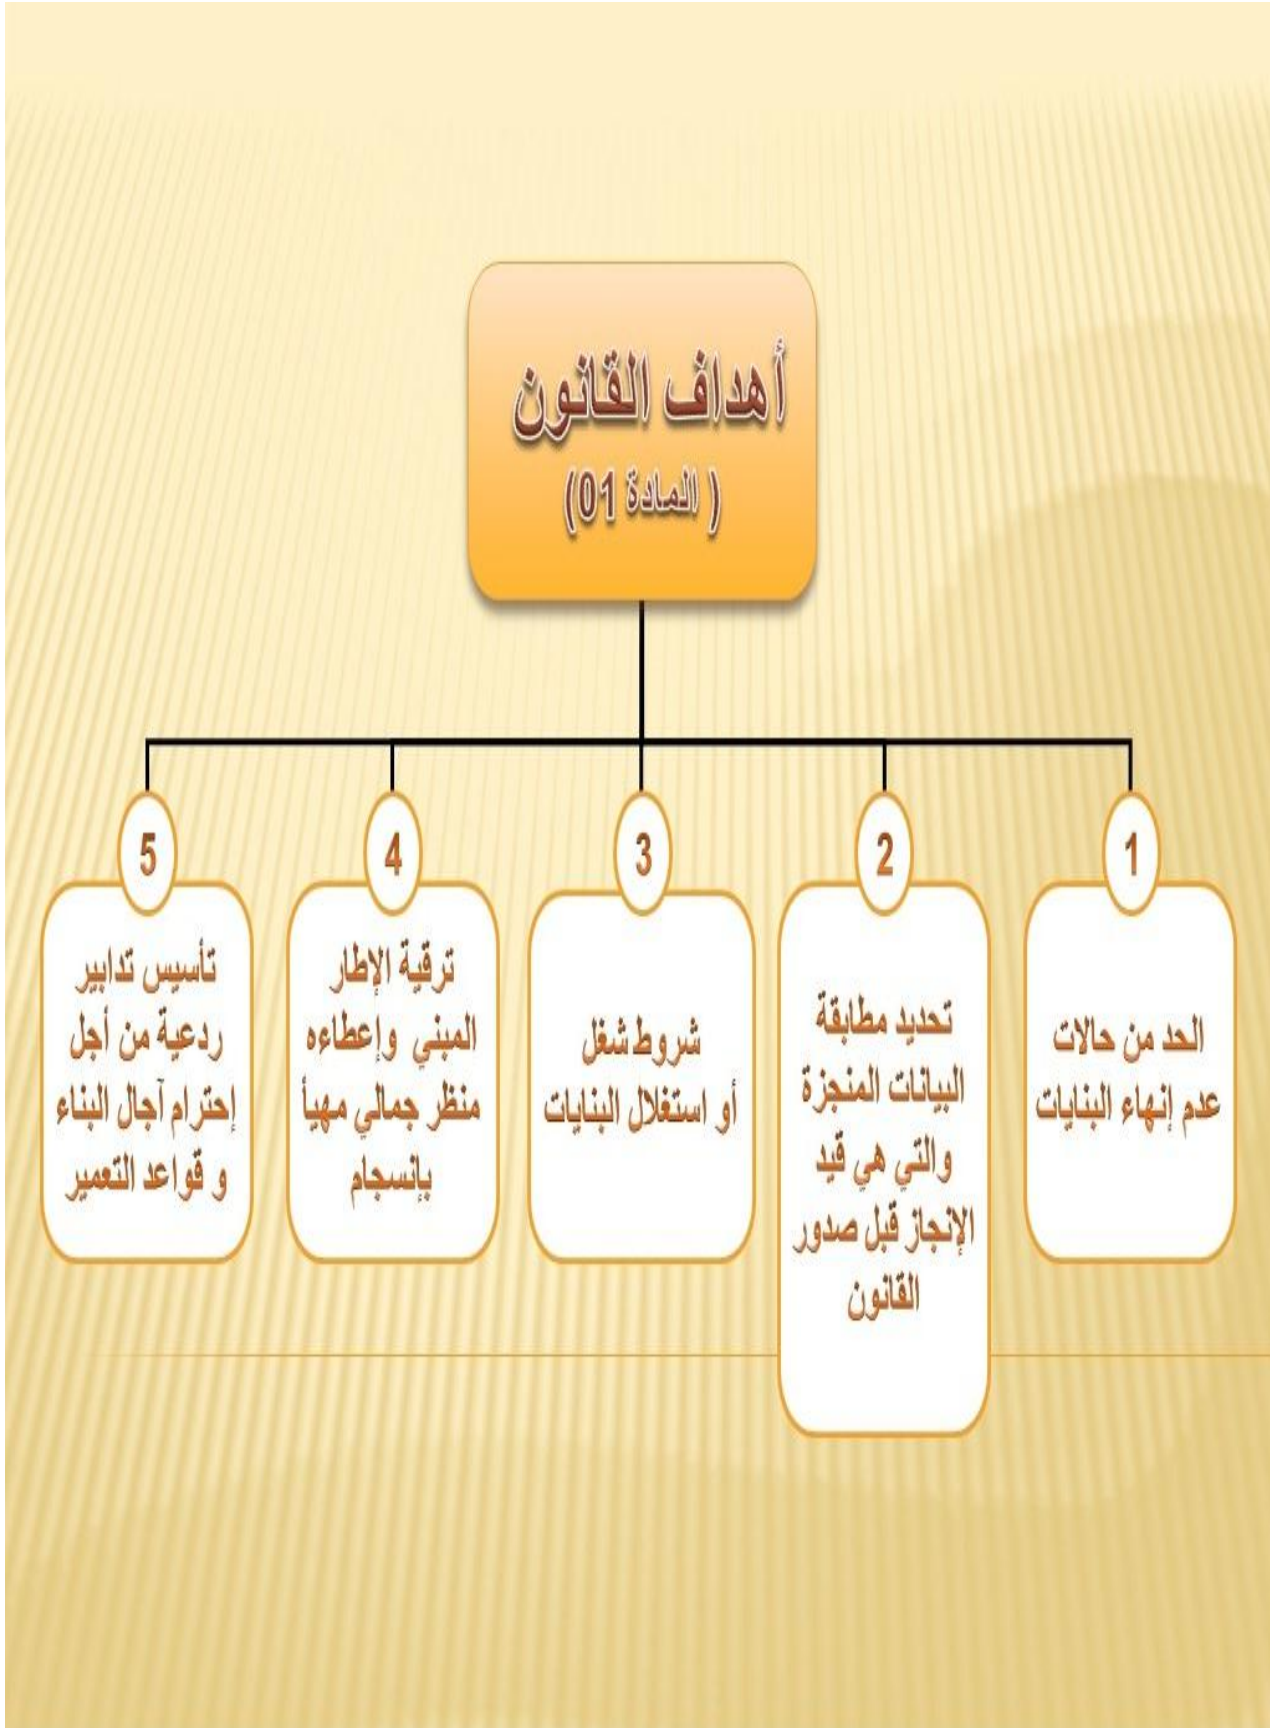 أهداف القانون
( المادة 01)
1
الحد من حالات
عدم إنهاء البنايات
2
تحديد مطابقة
البيانات المنجزة
والتي هي قيد
الإنجاز قبل صدور
القانون
3
شروط شغل
أو استغلال البنايات
4
ترقية الإطار
المبني وإعطاءه
منظر جمالي مهيأ
بإنسجام
5
تأسيس تدابير
ردعية من أجل
إحترام آجال البناء
و قواعد التعمير